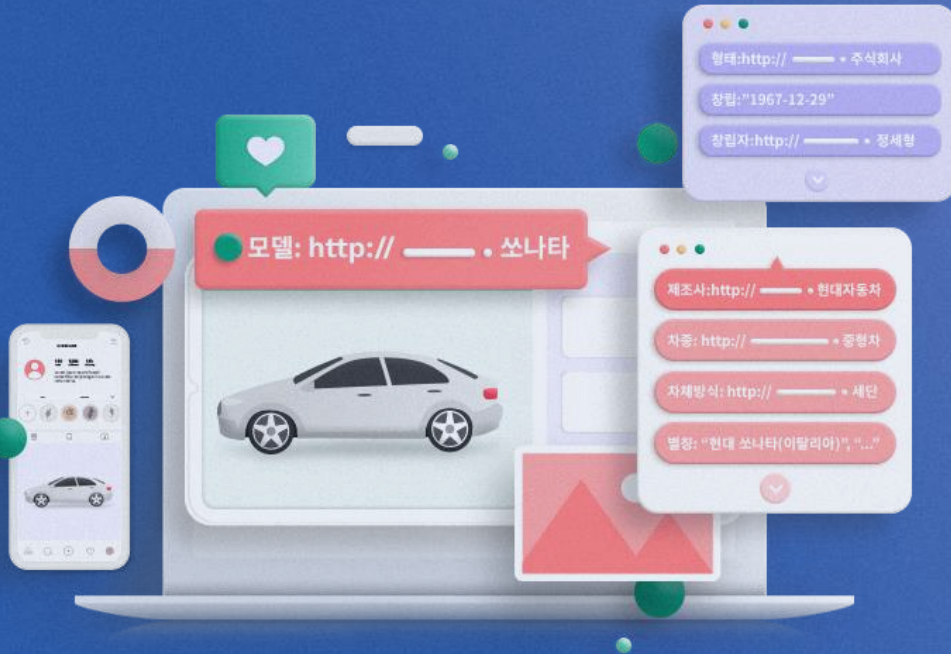 형태:http:// • 주식회사
창립:"1967-12-29"
창립자:http:// • 정세형
모델: http:// • 쏘나타
제조사:http:// • 현대자동차
차종: http:// • 중형차
차체방식: http:// • 세단
별칭: “현대 쏘나타(이탈리아)”, “...”